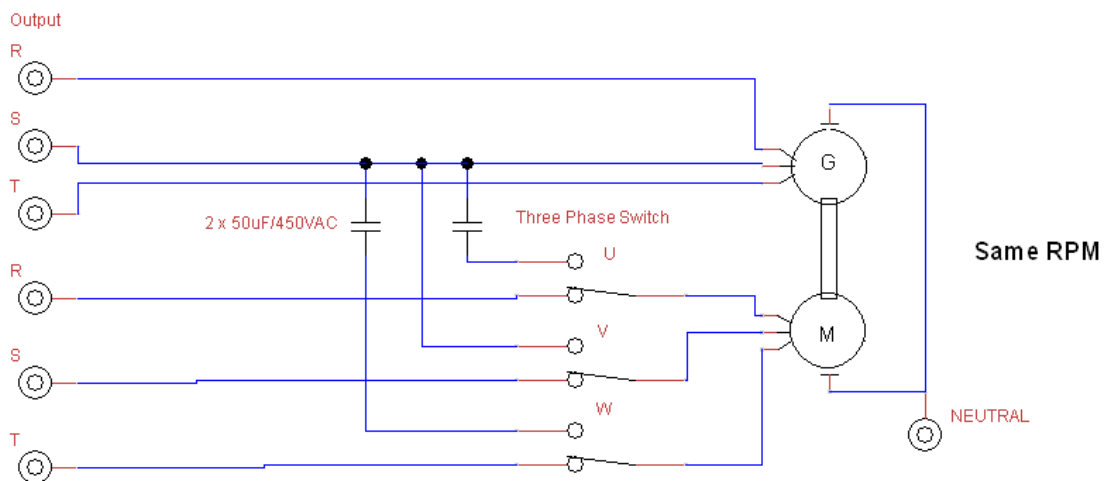 Output
R
S
T
2 x 50uF/450VAC
Three Phase Switch
U
R
V
S
W
T
G
M
Same RPM
NEUTRAL